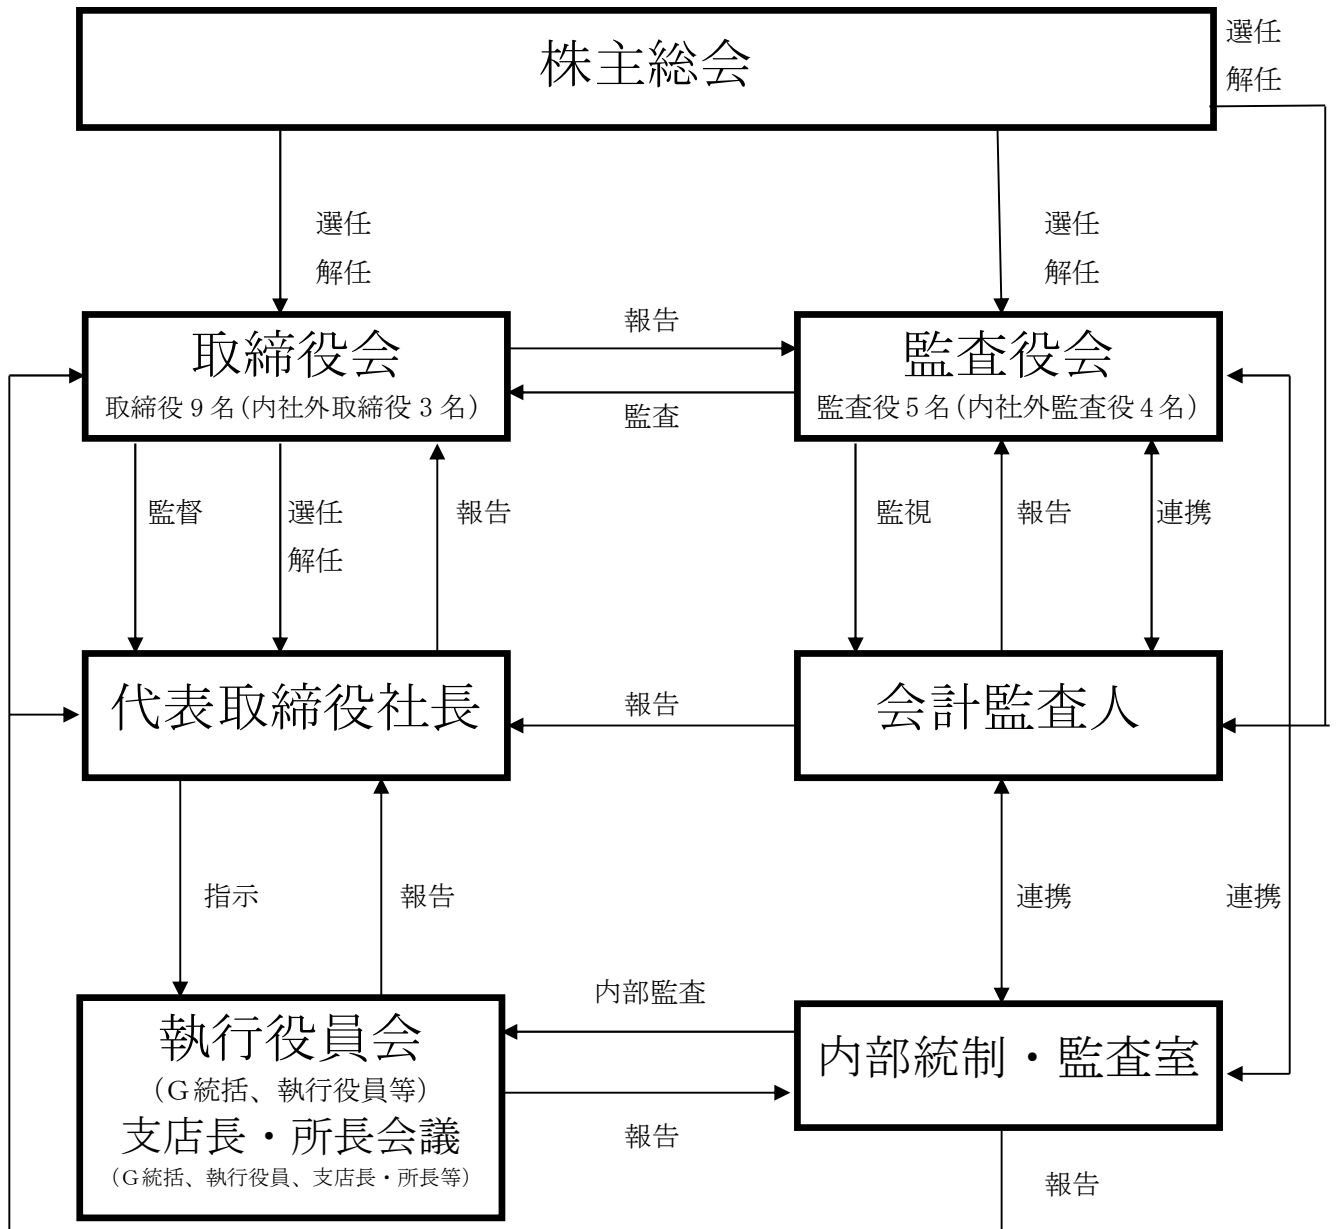 株主総会
選任
解任
選任
解任
選任
解任
取締役会
取締役9名(内社外取締役3名)
報告
監査
監査役会
監査役5名(内社外監査役4名)
監督
選任
解任
報告
監視
報告
連携
代表取締役社長
報告
会計監査人
指示
報告
連携
連携
執行役員会
(G統括、執行役員等)
支店長・所長会議
(G統括、執行役員、支店長・所長等)
内部監査
報告
内部統制・監査室
報告